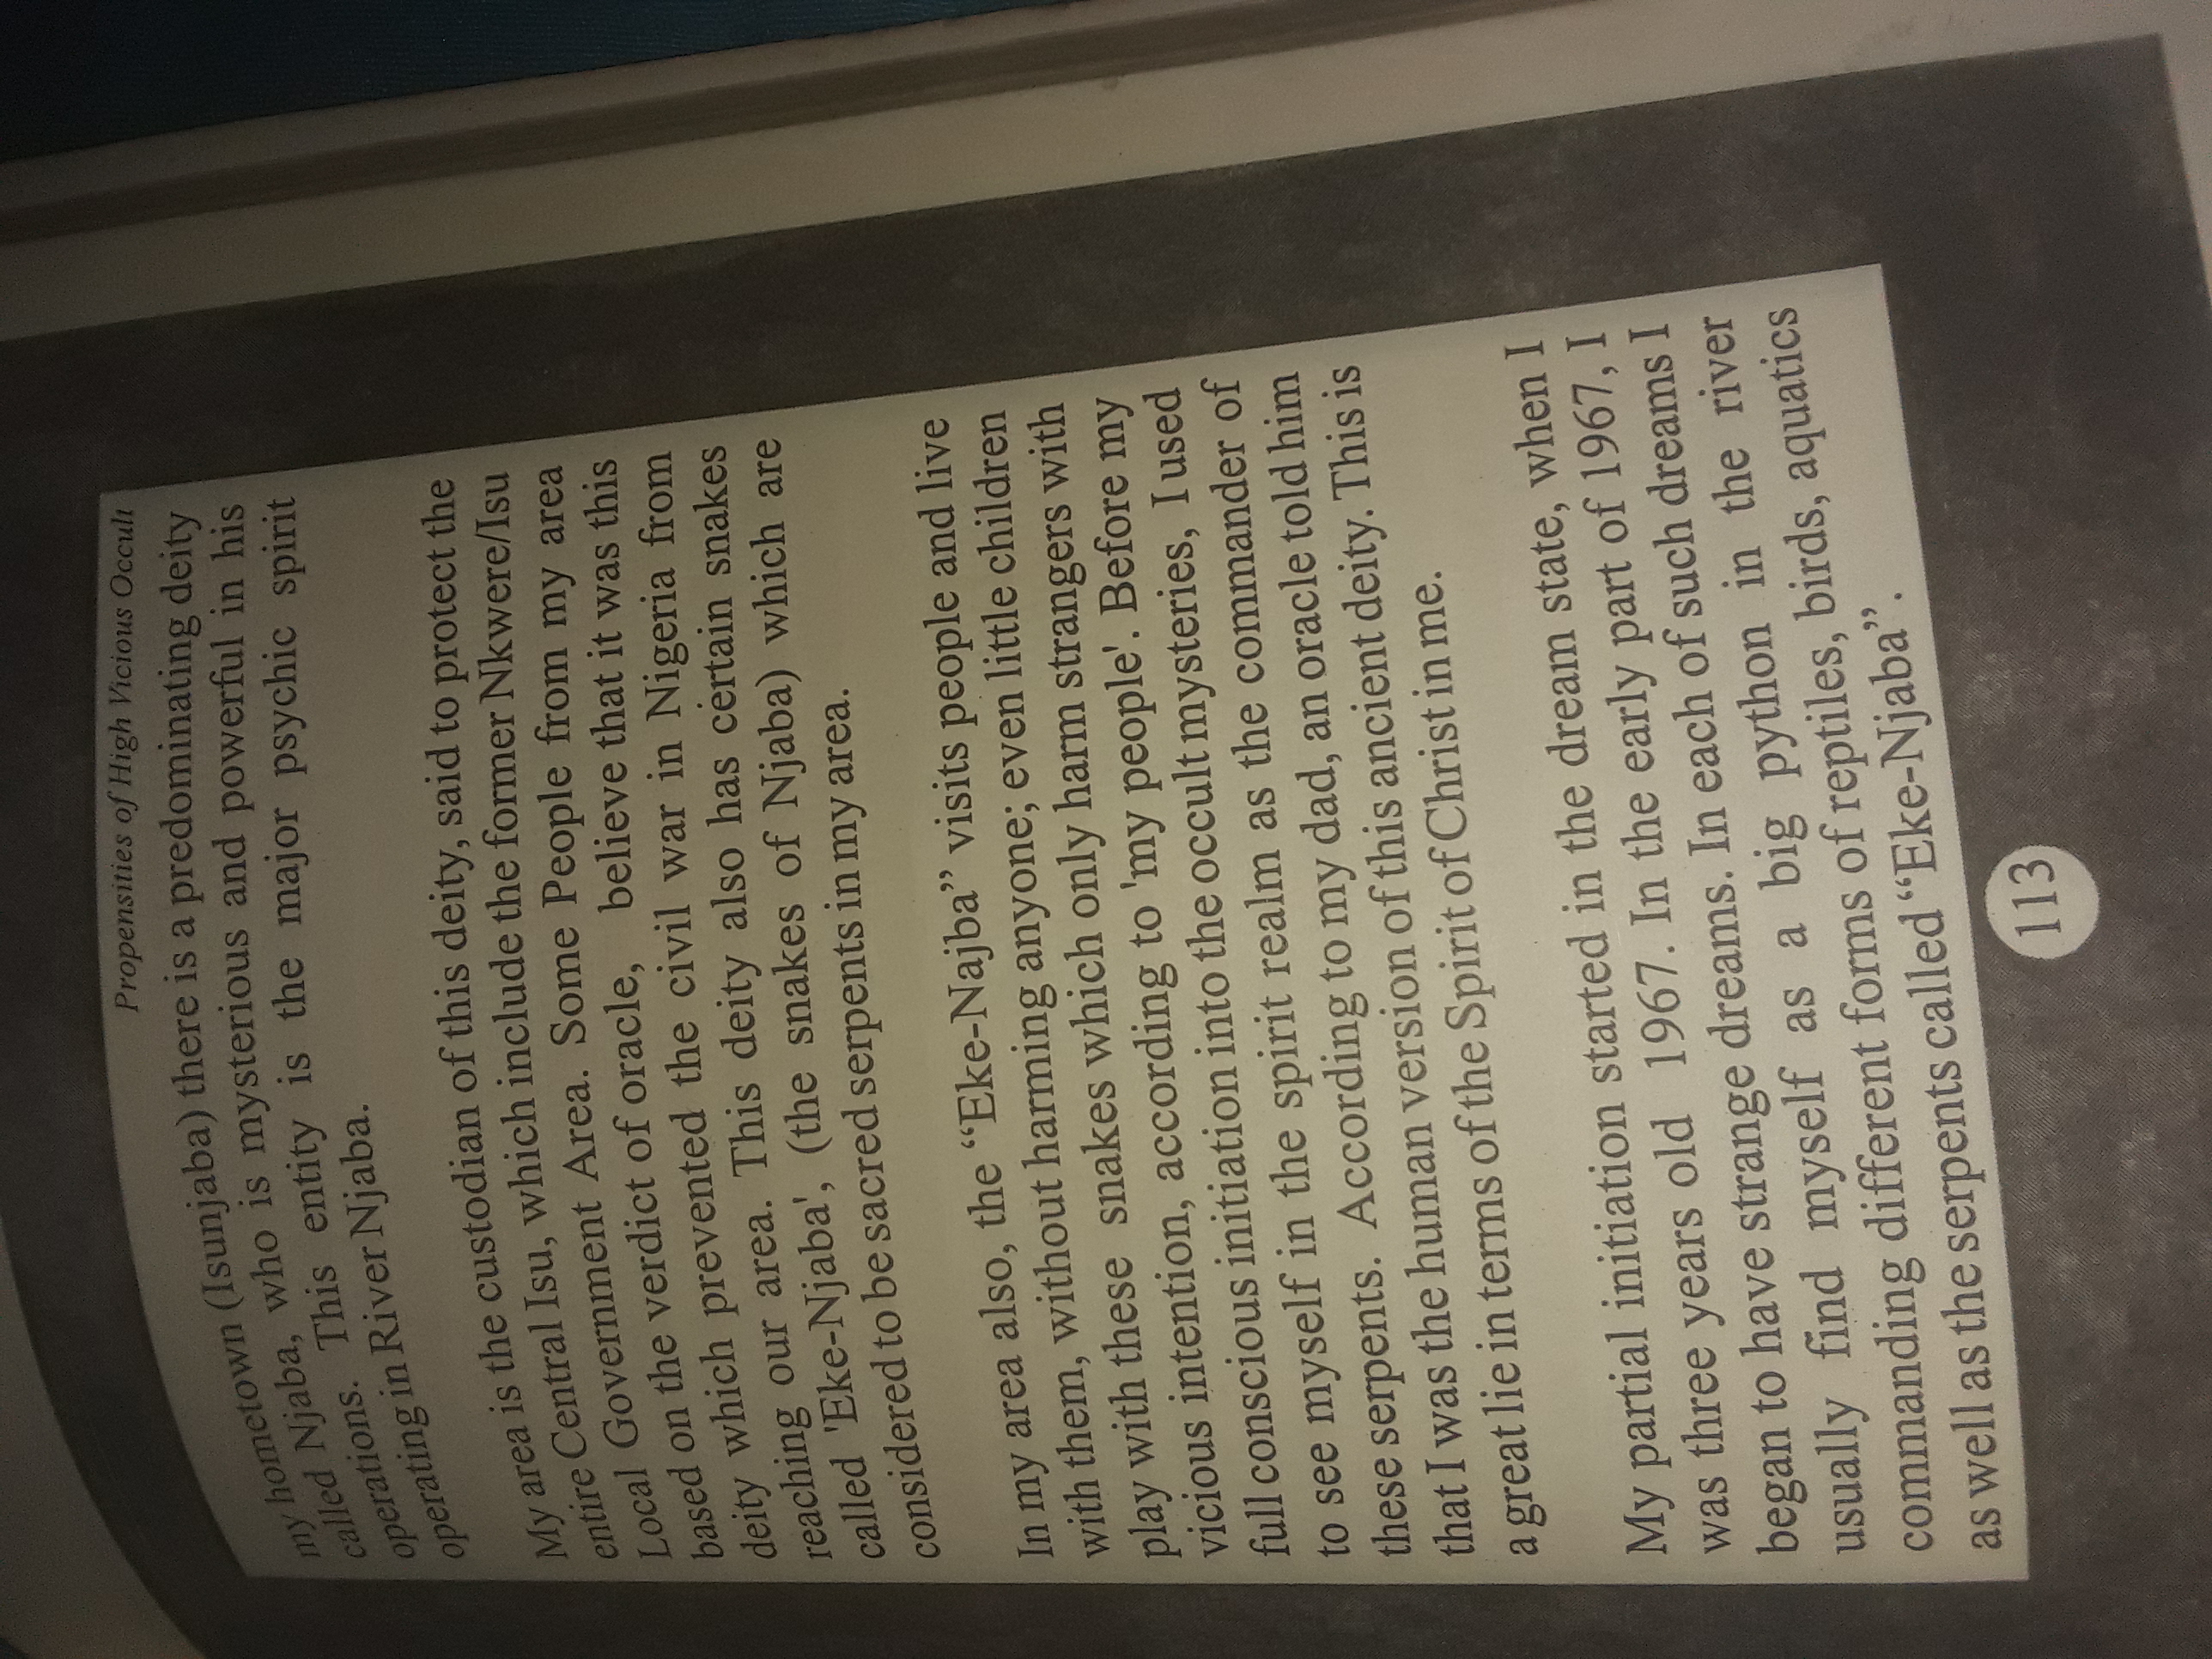 Propensities of High Vicious Occult
my hometown (Isunjaba) there is a predominating deity
called Njaba, who is mysterious and powerful in his
operations. This entity is the major psychic spirit
operating in River Njaba.
My area is the custodian of this deity, said to protect the
entire Central Isu, which include the former Nkwere/Isu
Local Government Area. Some People from my area
based on the verdict of oracle, believe that it was this
deity which prevented the civil war in Nigeria from
reaching our area. This deity also has certain snakes
called 'Eke-Njaba', (the snakes of Njaba) which are
considered to be sacred serpents in my area.
In my area also, the “Eke-Najba” visits people and live
with them, without harming anyone; even little children
play with these snakes which only harm strangers with
vicious intention, according to 'my people'. Before my
full conscious initiation into the occult mysteries, I used
to see myself in the spirit realm as the commander of
these serpents. According to my dad, an oracle told him
that I was the human version of this ancient deity. This is
a great lie in terms of the Spirit of Christ in me.
My partial initiation started in the dream state, when I
was three years old 1967. In the early part of 1967, I
began to have strange dreams. In each of such dreams I
usually find myself as a big python in the river
commanding different forms of reptiles, birds, aquatics
as well as the serpents called “Eke-Njaba”.
113